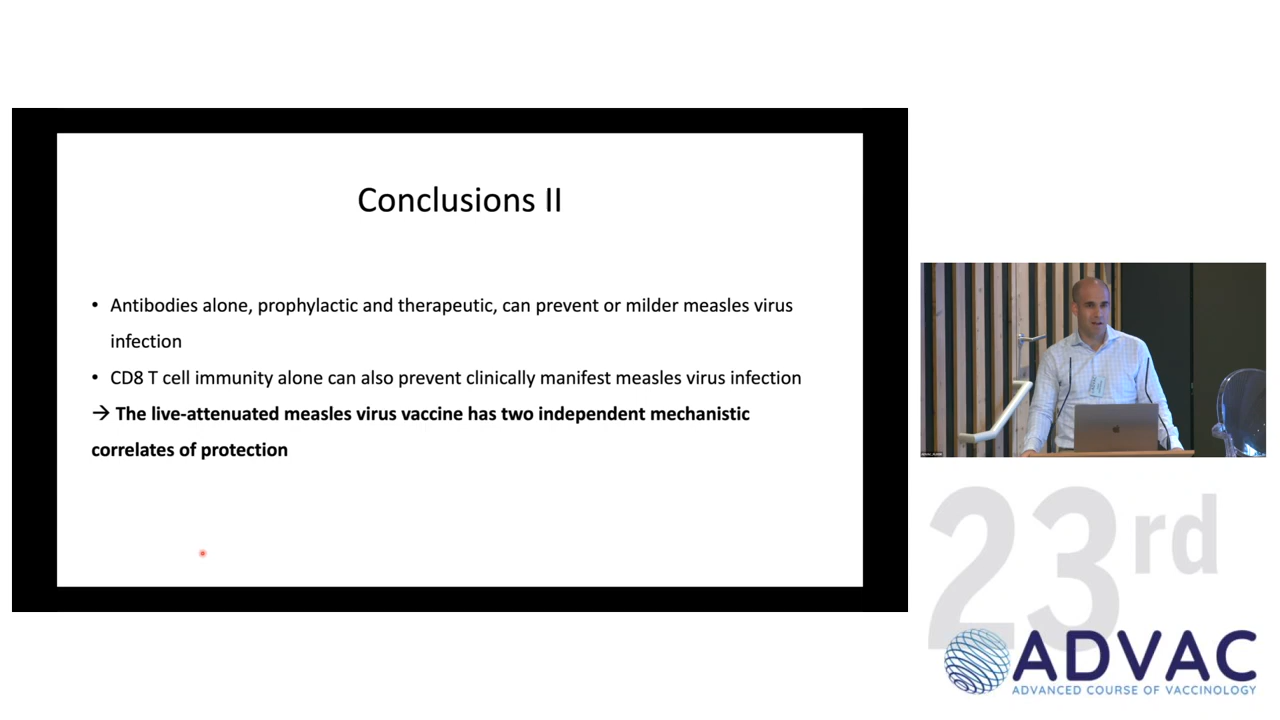 Conclusions II
• Antibodies alone, prophylactic and therapeutic, can prevent or milder measles virus
infection
• CD8 T cell immunity alone can also prevent clinically manifest measles virus infection
→ The live-attenuated measles virus vaccine has two independent mechanistic
correlates of protection
23rd
ADVAC
ADVANCED COURSE OF VACCINOLOGY